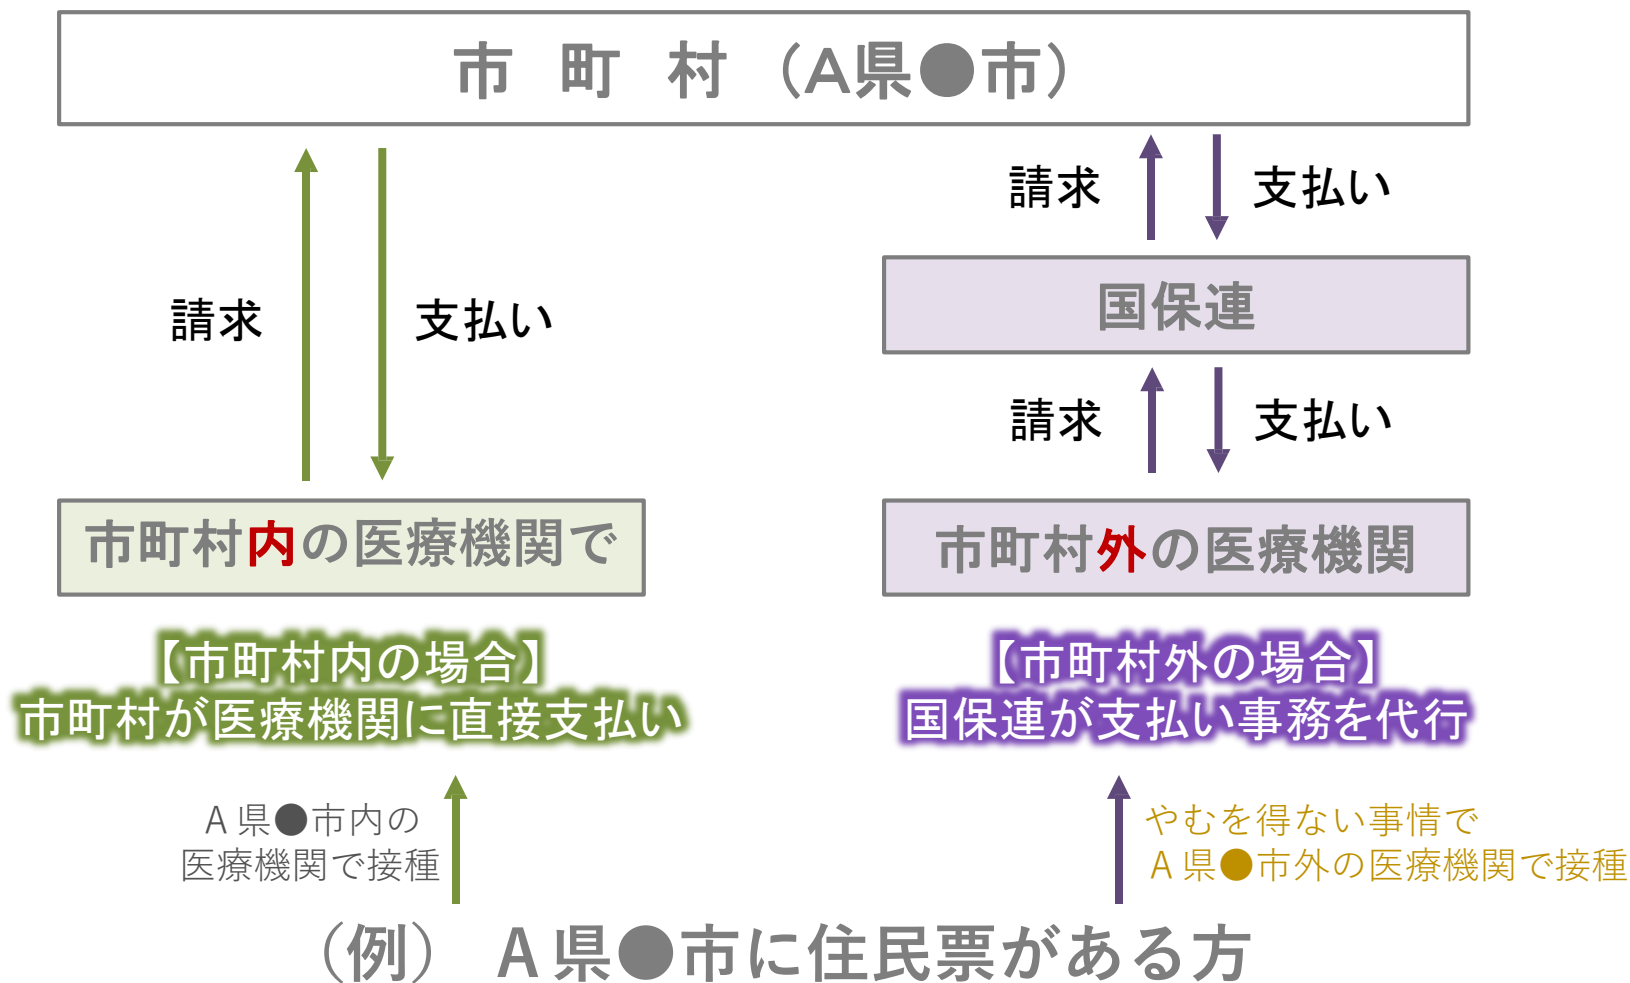 市　町　村　（A県●市）
請求
支払い
国保連
請求
支払い
請求
支払い
市町村内の医療機関で
市町村外の医療機関
【市町村内の場合】
市町村が医療機関に直接支払い
【市町村外の場合】
国保連が支払い事務を代行
A県●市内の
医療機関で接種
やむを得ない事情で
A県●市外の医療機関で接種
（例）　A県●市に住民票がある方